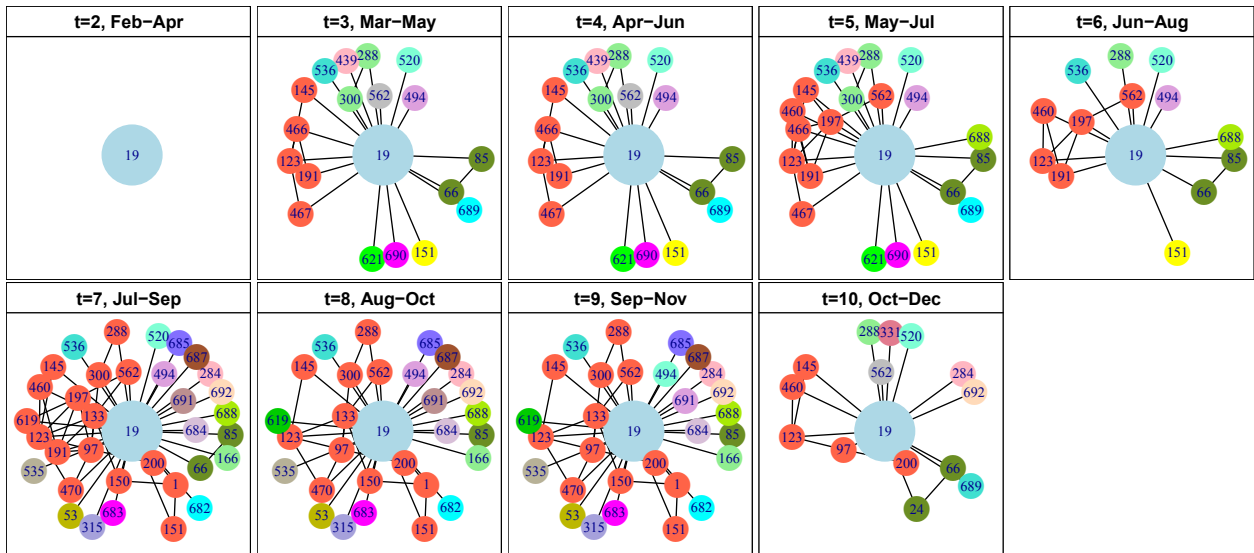 t=2, Feb−Apr
19
t=3, Mar−May
439 288 520
536
145 300 562 494
466
19
123 191 85
66
467 689
621 690 151
t=4, Apr−Jun
439 288 520
536
145 300 562 494
466
19
123 191 85
66
467 689
621 690 151
t=5, May−Jul
439 288 520
536
145 300 562 494
460
466 197 688
19
123 191 85
66
467 689
621 690 151
t=6, Jun−Aug
288 520
536
562 494
460 197
688
19
123 85
191 66
151
t=7, Jul−Sep
288 520 685
536 687
145 300 562 494 284
460 197 691 692
619 133 688
123 19 684 85
191 97 166
535 200 66
470 150 1
53 683 682
315 151
t=8, Aug−Oct
288 685
536 687
145 300 562 494 284
460 691 692
619 133 688
123 19 684 85
97 166
535 200
470 150 1
53 683 682
315 151
t=9, Sep−Nov
288 685
536 687
145 300 562 494 284
460 691 692
619 133 688
123 19 684 85
97 166
535 200
470 150 1
53 683 682
315 151
t=10, Oct−Dec
288 331 520
145 562 284
460 692
123 19
97 200 66
689
24